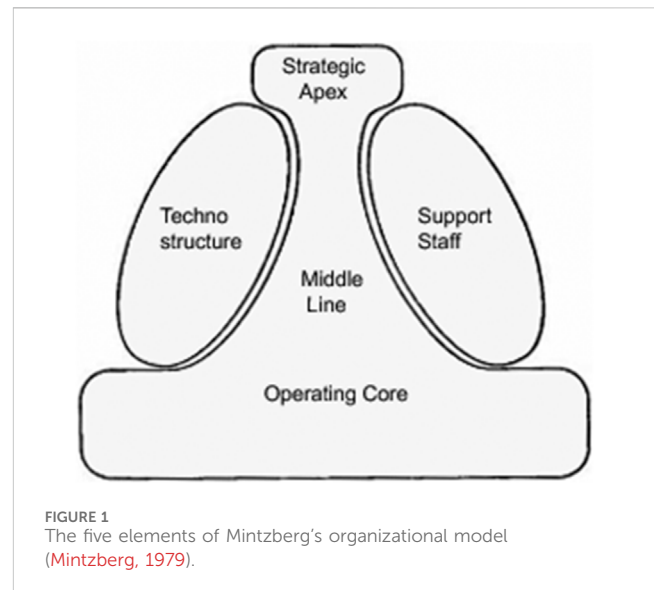 Strategic
Apex
Techno
structure
Support
Staff
Middle
Line
Operating Core
FIGURE 1
The five elements of Mintzberg's organizational model
(Mintzberg, 1979).